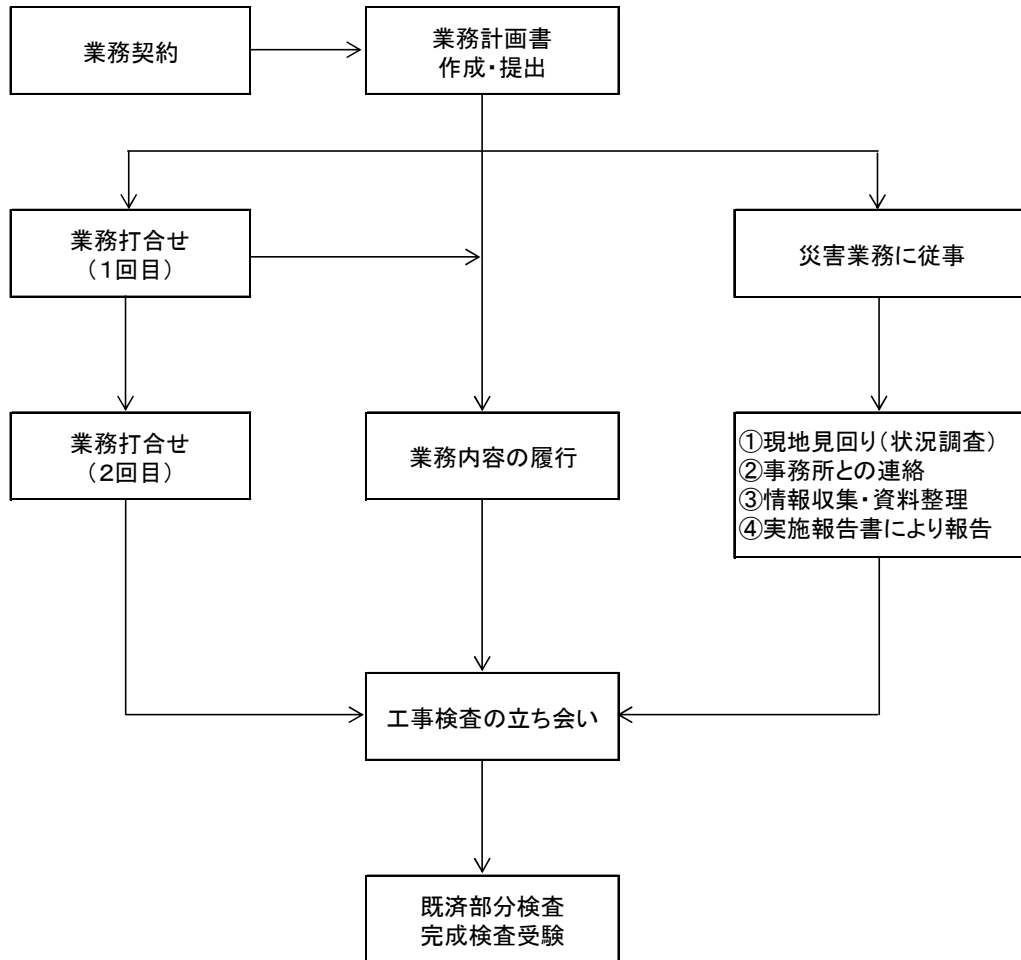 業務契約
業務計画書
作成・提出
業務打合せ
（１回目）
災害業務に従事
業務打合せ
（２回目）
業務内容の履行
①現地見回り（状況調査）
②事務所との連絡
③情報収集・資料整理
④実施報告書により報告
工事検査の立ち会い
既済部分検査
完成検査受験